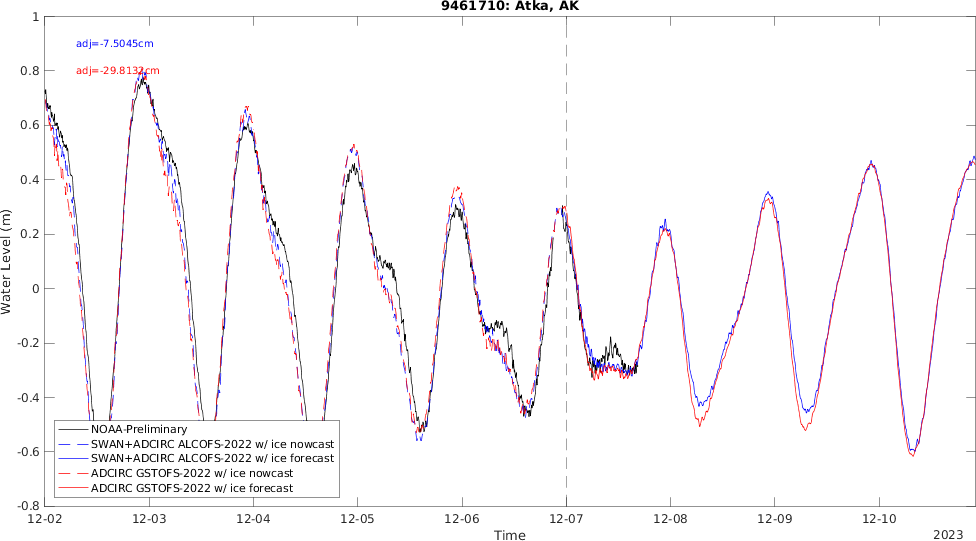 9461710: Atka, AK
adj=-7.5045cm
adj=-29.8132cm
Water Level (m)
1
0.8
0.6
0.4
0.2
0
-0.2
-0.4
-0.6
-0.8
NOAA-Preliminary
SWAN+ADCIRC ALCOFS-2022 w/ ice nowcast
SWAN+ADCIRC ALCOFS-2022 w/ ice forecast
ADCIRC GSTOFS-2022 w/ ice nowcast
ADCIRC GSTOFS-2022 w/ ice forecast
12-02 12-03 12-04 12-05 12-06 12-07 12-08 12-09 12-10
Time
2023